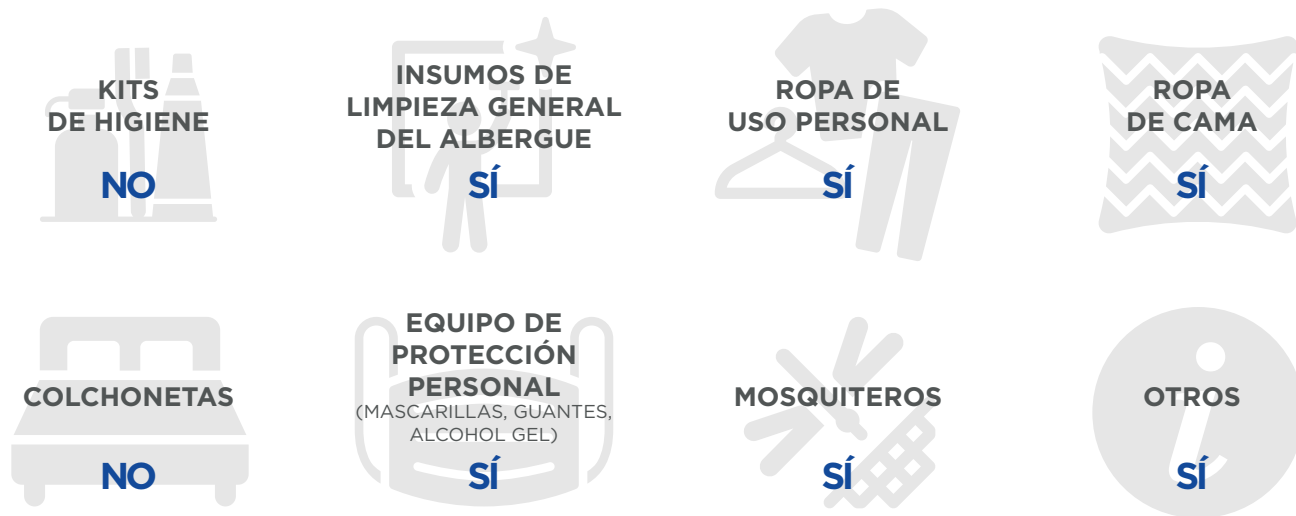 KITS
DE HIGIENE
NO
INSUMOS DE
LIMPIEZA GENERAL
DEL ALBERGUE
SÍ
ROPA DE
USO PERSONAL
SÍ
ROPA
DE CAMA
SÍ
COLCHONETAS
NO
EQUIPO DE
PROTECCIÓN
PERSONAL
(MASCARILLAS, GUANTES,
ALCOHOL GEL)
SÍ
MOSQUITEROS
SÍ
OTROS
SÍ